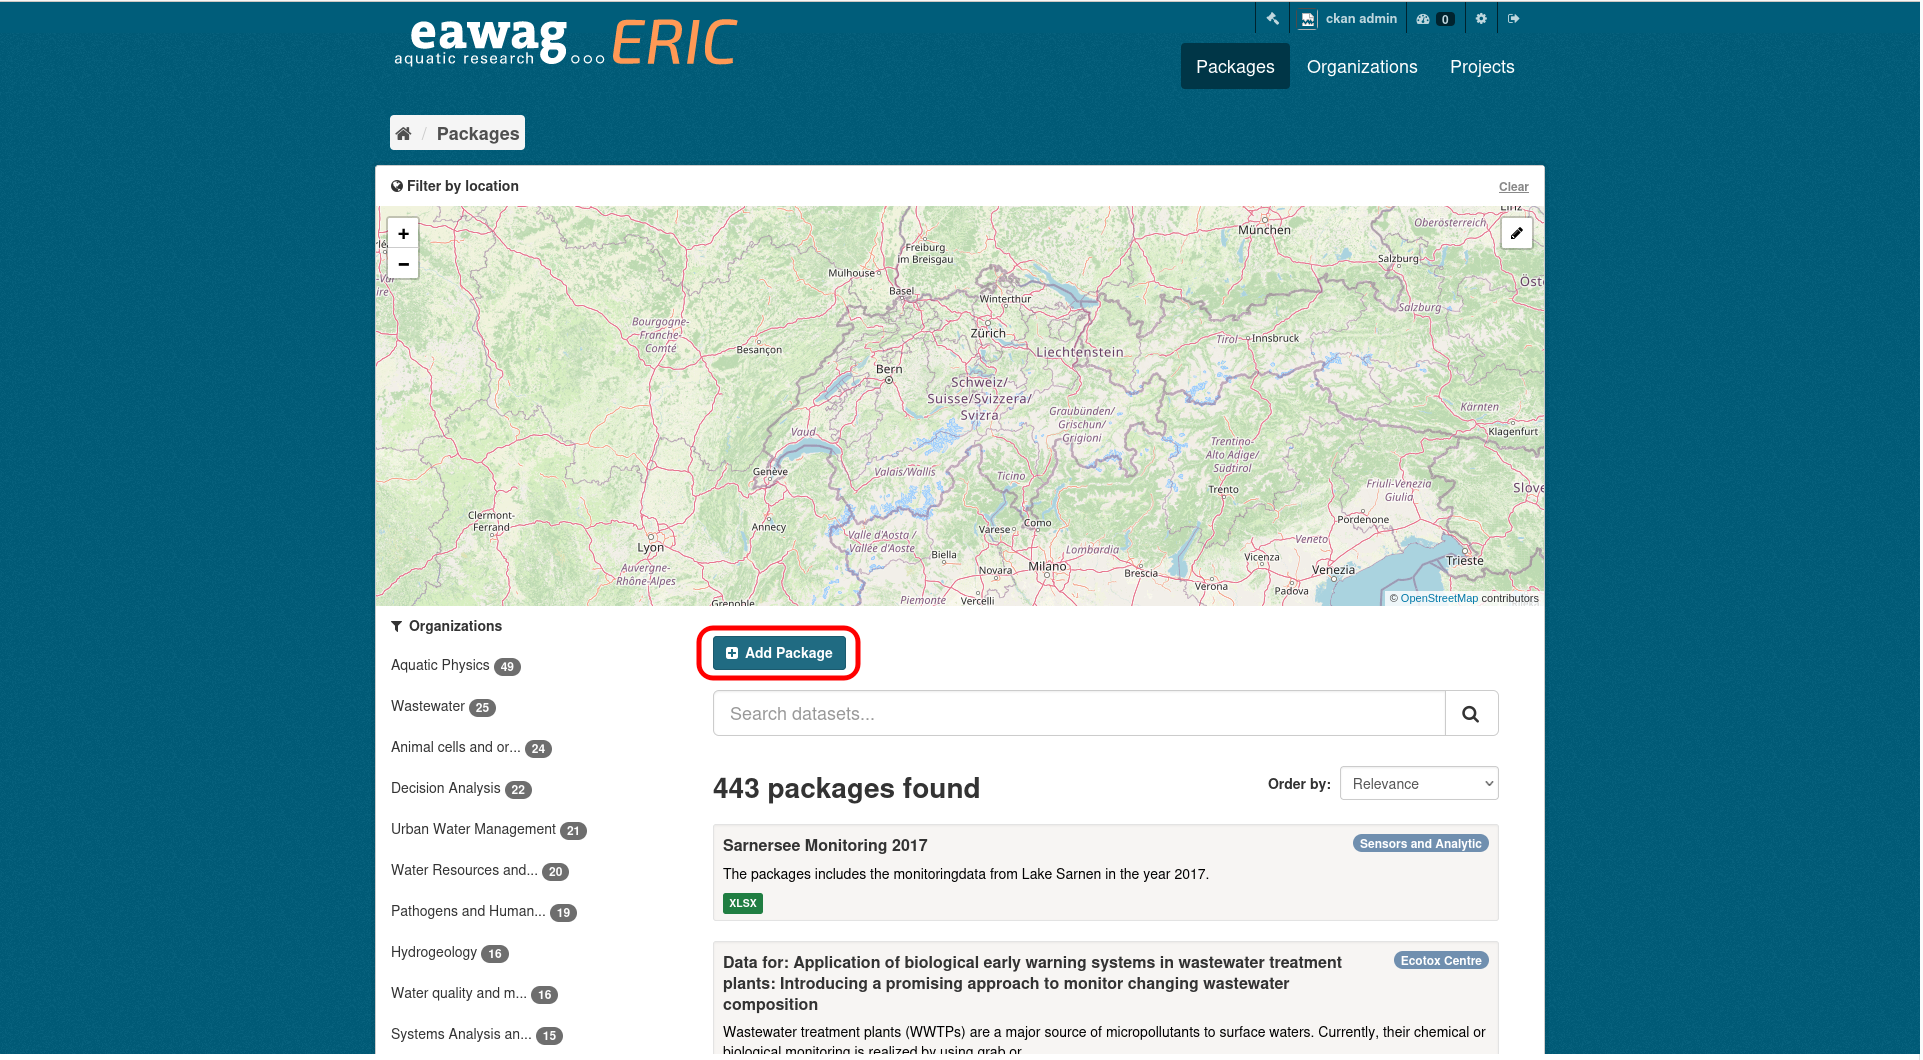 eawag
aquatic research ooo
ERIC
ckan admin
0
Packages
Organizations
Projects
/ Packages
Filter by location
Clear
+
−
Linz
München
Oberösterreich
Freiburg
im Breisgau
Salzburg
Mulhouse
Basel
Winterthur
Salzburg
Bourgogne-
Franche-
Comté
Zürich
Tirol
Innsbruck
Besançon
Liechtenstein
Bern
Schweiz/
Suisse/Svizzera/
Svizra
Graubünden/
Grischun/
Grigioni
Kärnten
Klagenfurt
Vaud
Trentino-
Alto Adige/
Südtirol
Genève
Valais/Wallis
Ticino
Friuli-Venezia
Giulia
Trento
Clermont-
Ferrand
Annecy
Varese
Como
Pordenone
Lyon
Valle d'Aosta /
Vallée d'Aoste
Biella
Lombardia
Veneto
Vicenza
Trieste
Auvergne-
Rhône-Alpes
Novara
Milano
Brescia
Verona
Padova
Venezia
Grenoble
Piemonte
Vercelli
© OpenStreetMap contributors
Organizations
Aquatic Physics 49
Wastewater 25
Animal cells and or... 24
Decision Analysis 22
Urban Water Management 21
Water Resources and... 20
Pathogens and Human... 19
Hydrogeology 16
Water quality and m... 16
Systems Analysis an... 15
Add Package
Search datasets...
443 packages found
Order by: Relevance
Sarnersee Monitoring 2017
Sensors and Analytic
The packages includes the monitoringdata from Lake Sarnen in the year 2017.
XLSX
Data for: Application of biological early warning systems in wastewater treatment
plants: Introducing a promising approach to monitor changing wastewater
composition
Ecotox Centre
Wastewater treatment plants (WWTPs) are a major source of micropollutants to surface waters. Currently, their chemical or
biological monitoring is realized by using grab or